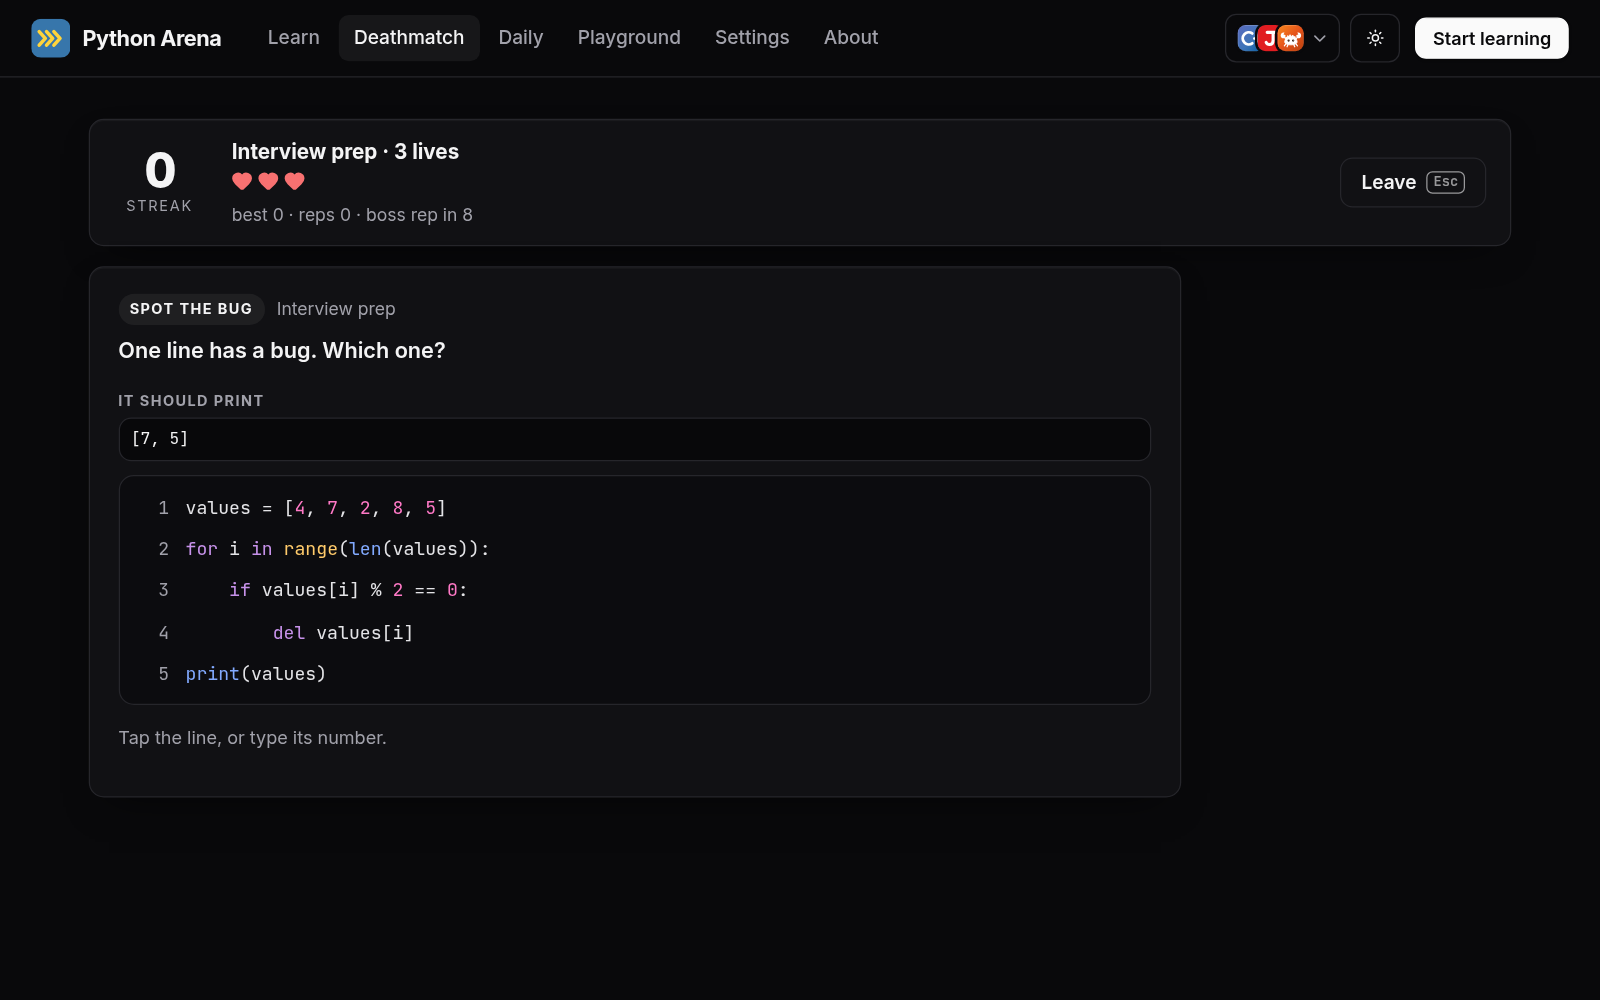 Python Arena Learn Deathmatch Daily Playground Settings About Start learning
0
STREAK
Interview prep · 3 lives
best 0 · reps 0 · boss rep in 8
Leave Esc
SPOT THE BUG Interview prep
One line has a bug. Which one?
IT SHOULD PRINT
[7, 5]
1 values = [4, 7, 2, 8, 5]
2 for i in range(len(values)):
3     if values[i] % 2 == 0:
4         del values[i]
5 print(values)
Tap the line, or type its number.